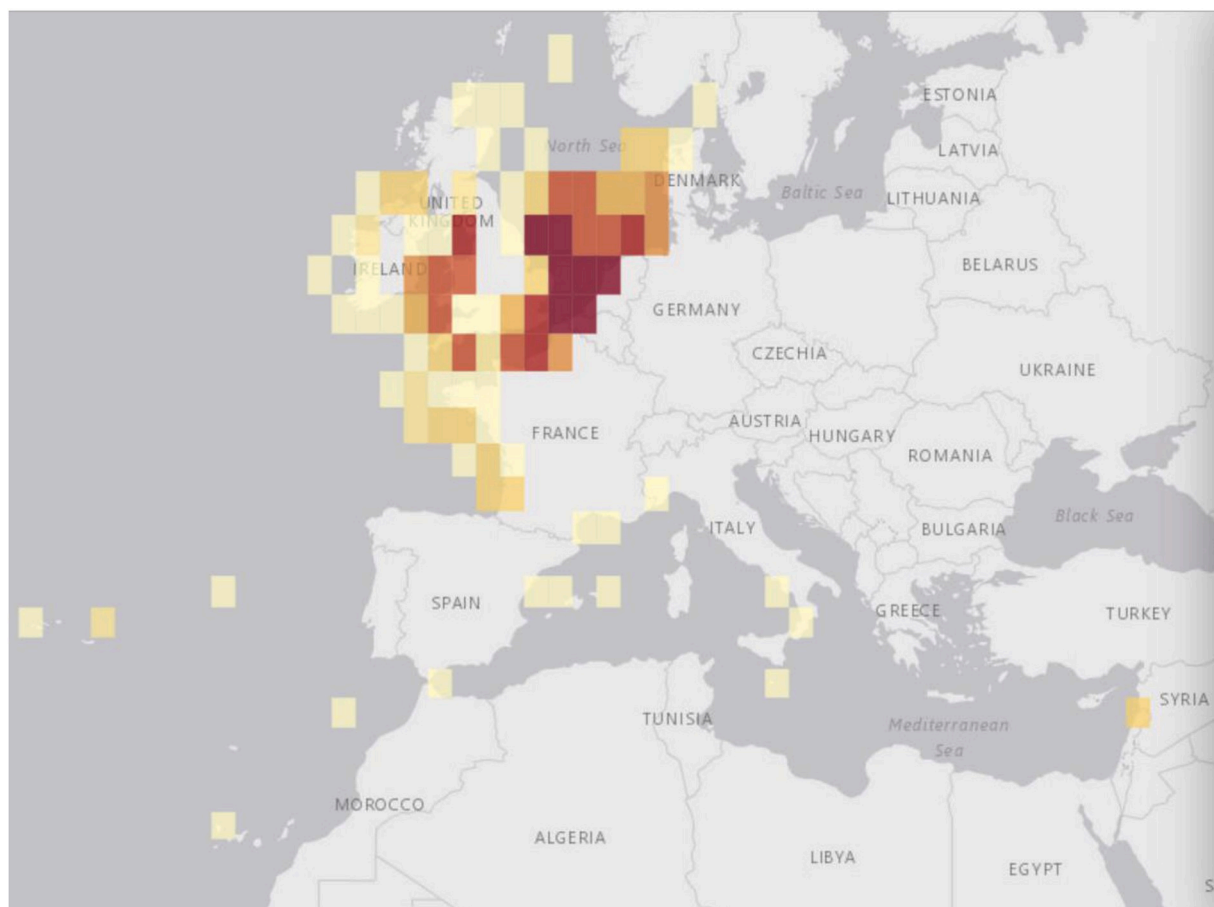 ESTONIA
North Sea
LATVIA
DENMARK
Baltic Sea
LITHUANIA
UNITED
KINGDOM
IRELAND
BELARUS
GERMANY
CZECHIA
UKRAINE
AUSTRIA
FRANCE
HUNGARY
ROMANIA
Black Sea
ITALY
BULGARIA
SPAIN
GREECE
TURKEY
SYRIA
TUNISIA
Mediterranean
Sea
MOROCCO
ALGERIA
LIBYA
EGYPT
S